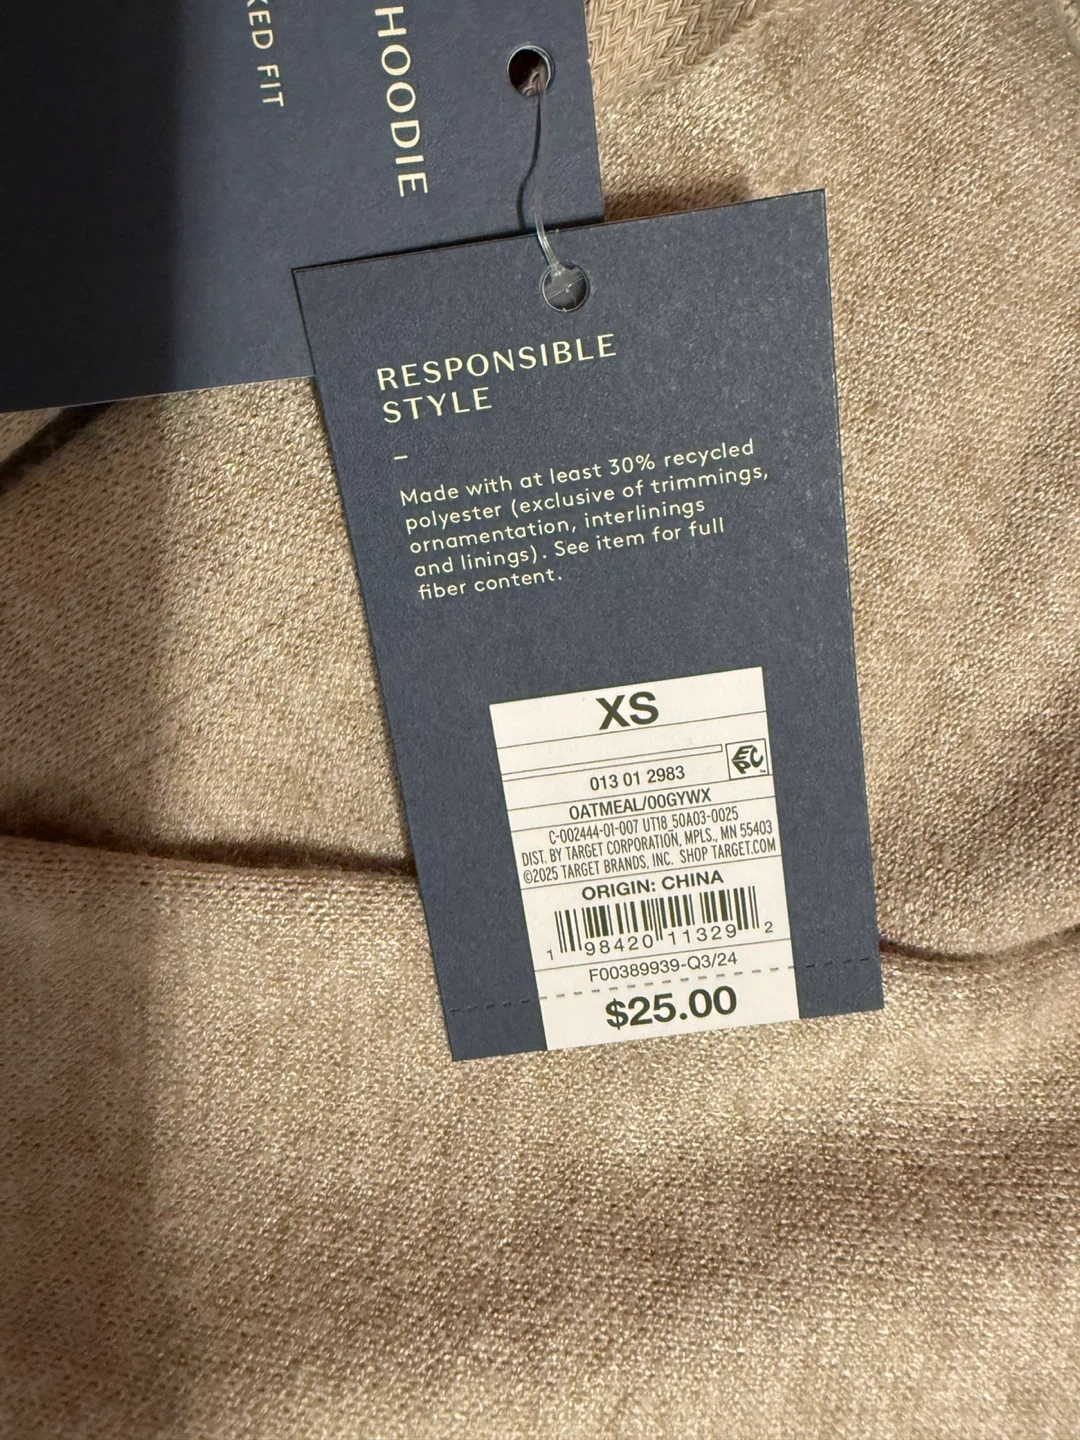 HOODIE
KED FIT
RESPONSIBLE
STYLE
–
Made with at least 30% recycled
polyester (exclusive of trimmings,
ornamentation, interlinings
and linings). See item for full
fiber content.
XS
EPC™
013 01 2983
OATMEAL/00GYWX
C-002444-01-007 UT18_50A03-0025
DIST. BY TARGET CORPORATION, MPLS., MN 55403
©2025 TARGET BRANDS, INC. SHOP TARGET.COM
ORIGIN: CHINA
1 98420 11329 2
F00389939-Q3/24
$25.00